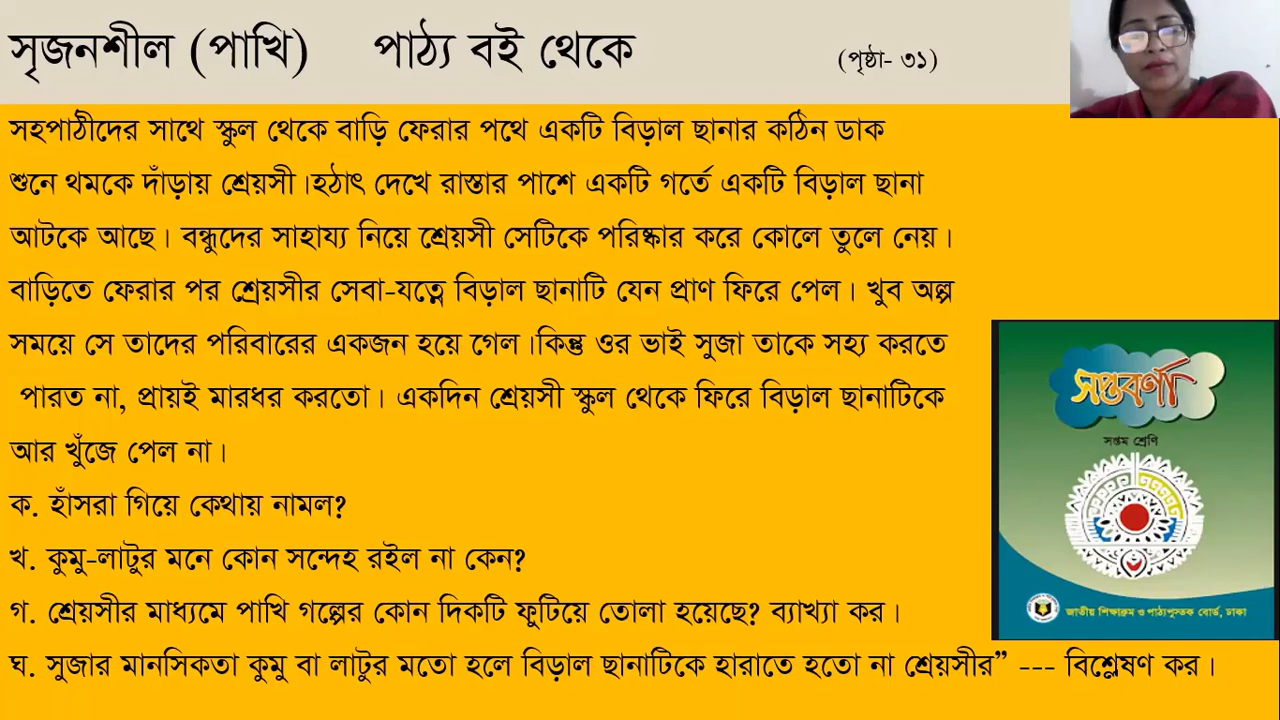 সৃজনশীল (পাখি) পাঠ্য বই থেকে (পৃষ্ঠা- ৩১)
সহপাঠীদের সাথে স্কুল থেকে বাড়ি ফেরার পথে একটি বিড়াল ছানার কঠিন ডাক
শুনে থমকে দাঁড়ায় শ্রেয়সী।হঠাৎ দেখে রাস্তার পাশে একটি গর্তে একটি বিড়াল ছানা
আটকে আছে। বন্ধুদের সাহায্য নিয়ে শ্রেয়সী সেটিকে পরিষ্কার করে কোলে তুলে নেয়।
বাড়িতে ফেরার পর শ্রেয়সীর সেবা-যত্নে বিড়াল ছানাটি যেন প্রাণ ফিরে পেল। খুব অল্প
সময়ে সে তাদের পরিবারের একজন হয়ে গেল।কিন্তু ওর ভাই সুজা তাকে সহ্য করতে
পারত না, প্রায়ই মারধর করতো। একদিন শ্রেয়সী স্কুল থেকে ফিরে বিড়াল ছানাটিকে
আর খুঁজে পেল না।
ক. হাঁসরা গিয়ে কেথায় নামল?
খ. কুমু-লাটুর মনে কোন সন্দেহ রইল না কেন?
গ. শ্রেয়সীর মাধ্যমে পাখি গল্পের কোন দিকটি ফুটিয়ে তোলা হয়েছে? ব্যাখ্যা কর।
ঘ. সুজার মানসিকতা কুমু বা লাটুর মতো হলে বিড়াল ছানাটিকে হারাতে হতো না শ্রেয়সীর” --- বিশ্লেষণ কর।
সপ্তবর্ণা
সপ্তম শ্রেণি
জাতীয় শিক্ষাক্রম ও পাঠ্যপুস্তক বোর্ড, ঢাকা